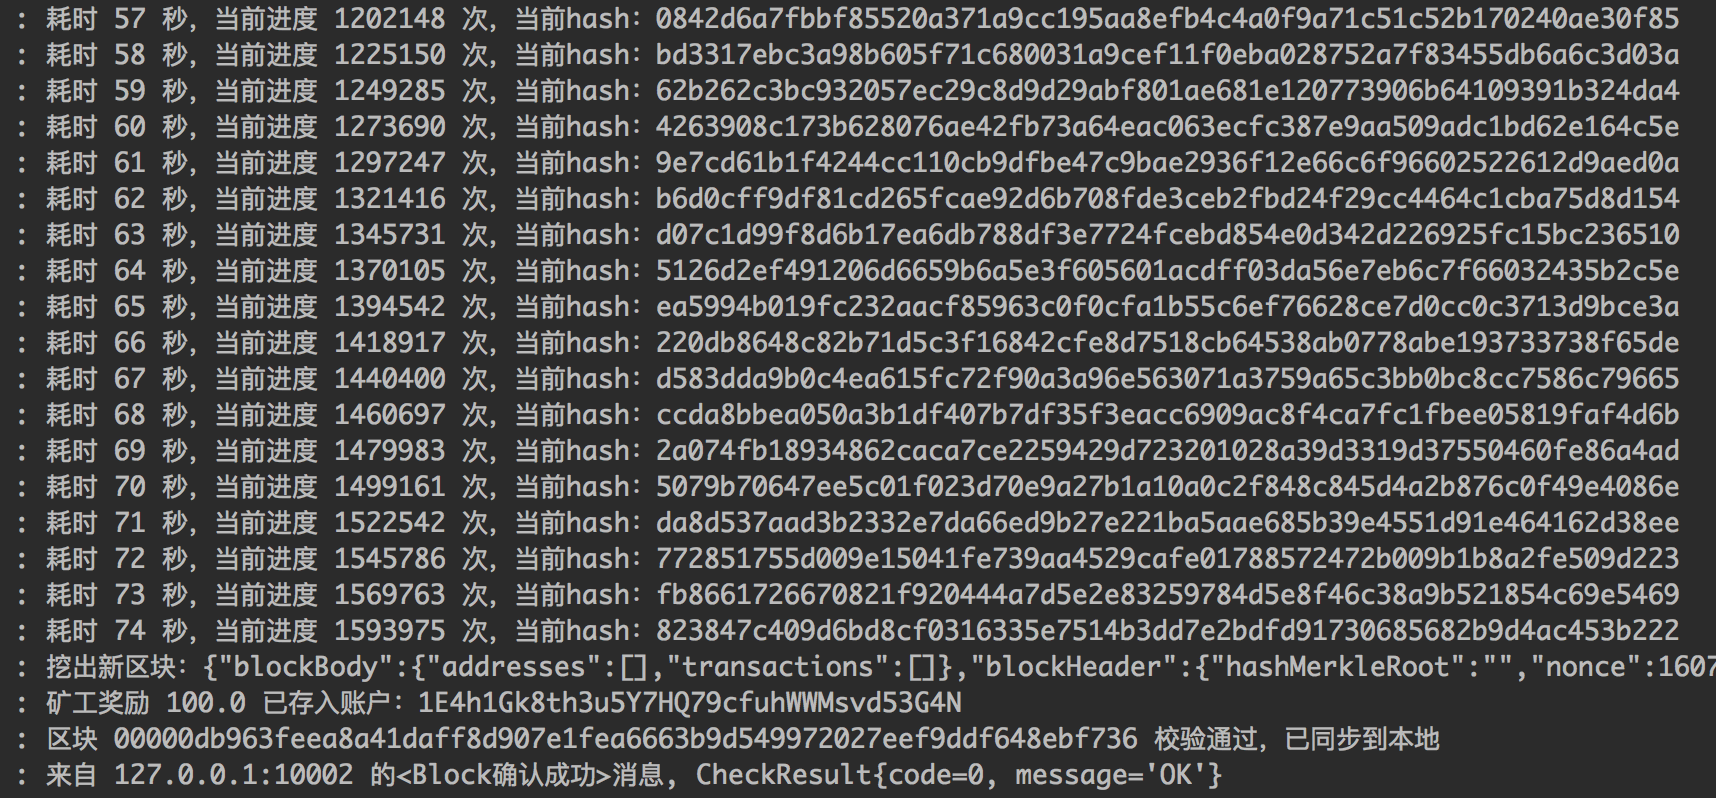 : 耗时 57 秒，当前进度 1202148 次，当前hash：0842d6a7fbbf85520a371a9cc195aa8efb4c4a0f9a71c51c52b170240ae30f85
: 耗时 58 秒，当前进度 1225150 次，当前hash：bd3317ebc3a98b605f71c680031a9cef11f0eba028752a7f83455db6a6c3d03a
: 耗时 59 秒，当前进度 1249285 次，当前hash：62b262c3bc932057ec29c8d9d29abf801ae681e120773906b64109391b324da4
: 耗时 60 秒，当前进度 1273690 次，当前hash：4263908c173b628076ae42fb73a64eac063ecfc387e9aa509adc1bd62e164c5e
: 耗时 61 秒，当前进度 1297247 次，当前hash：9e7cd61b1f4244cc110cb9dfbe47c9bae2936f12e66c6f96602522612d9aed0a
: 耗时 62 秒，当前进度 1321416 次，当前hash：b6d0cff9df81cd265fcae92d6b708fde3ceb2fbd24f29cc4464c1cba75d8d154
: 耗时 63 秒，当前进度 1345731 次，当前hash：d07c1d99f8d6b17ea6db788df3e7724fcebd854e0d342d226925fc15bc236510
: 耗时 64 秒，当前进度 1370105 次，当前hash：5126d2ef491206d6659b6a5e3f605601acdff03da56e7eb6c7f66032435b2c5e
: 耗时 65 秒，当前进度 1394542 次，当前hash：ea5994b019fc232aacf85963c0f0cfa1b55c6ef76628ce7d0cc0c3713d9bce3a
: 耗时 66 秒，当前进度 1418917 次，当前hash：220db8648c82b71d5c3f16842cfe8d7518cb64538ab0778abe193733738f65de
: 耗时 67 秒，当前进度 1440400 次，当前hash：d583dda9b0c4ea615fc72f90a3a96e563071a3759a65c3bb0bc8cc7586c79665
: 耗时 68 秒，当前进度 1460697 次，当前hash：ccda8bbea050a3b1df407b7df35f3eacc6909ac8f4ca7fc1fbee05819faf4d6b
: 耗时 69 秒，当前进度 1479983 次，当前hash：2a074fb18934862caca7ce2259429d723201028a39d3319d37550460fe86a4ad
: 耗时 70 秒，当前进度 1499161 次，当前hash：5079b70647ee5c01f023d70e9a27b1a10a0c2f848c845d4a2b876c0f49e4086e
: 耗时 71 秒，当前进度 1522542 次，当前hash：da8d537aad3b2332e7da66ed9b27e221ba5aae685b39e4551d91e464162d38ee
: 耗时 72 秒，当前进度 1545786 次，当前hash：772851755d009e15041fe739aa4529cafe01788572472b009b1b8a2fe509d223
: 耗时 73 秒，当前进度 1569763 次，当前hash：fb8661726670821f920444a7d5e2e83259784d5e8f46c38a9b521854c69e5469
: 耗时 74 秒，当前进度 1593975 次，当前hash：823847c409d6bd8cf0316335e7514b3dd7e2bdfd91730685682b9d4ac453b222
: 挖出新区块：{"blockBody":{"addresses":[],"transactions":[]},"blockHeader":{"hashMerkleRoot":"","nonce":1607
: 矿工奖励 100.0 已存入账户：1E4h1Gk8th3u5Y7HQ79cfuhWWMsvd53G4N
: 区块 00000db963feea8a41daff8d907e1fea6663b9d549972027eef9ddf648ebf736 校验通过，已同步到本地
: 来自 127.0.0.1:10002 的<Block确认成功>消息, CheckResult{code=0, message='OK'}